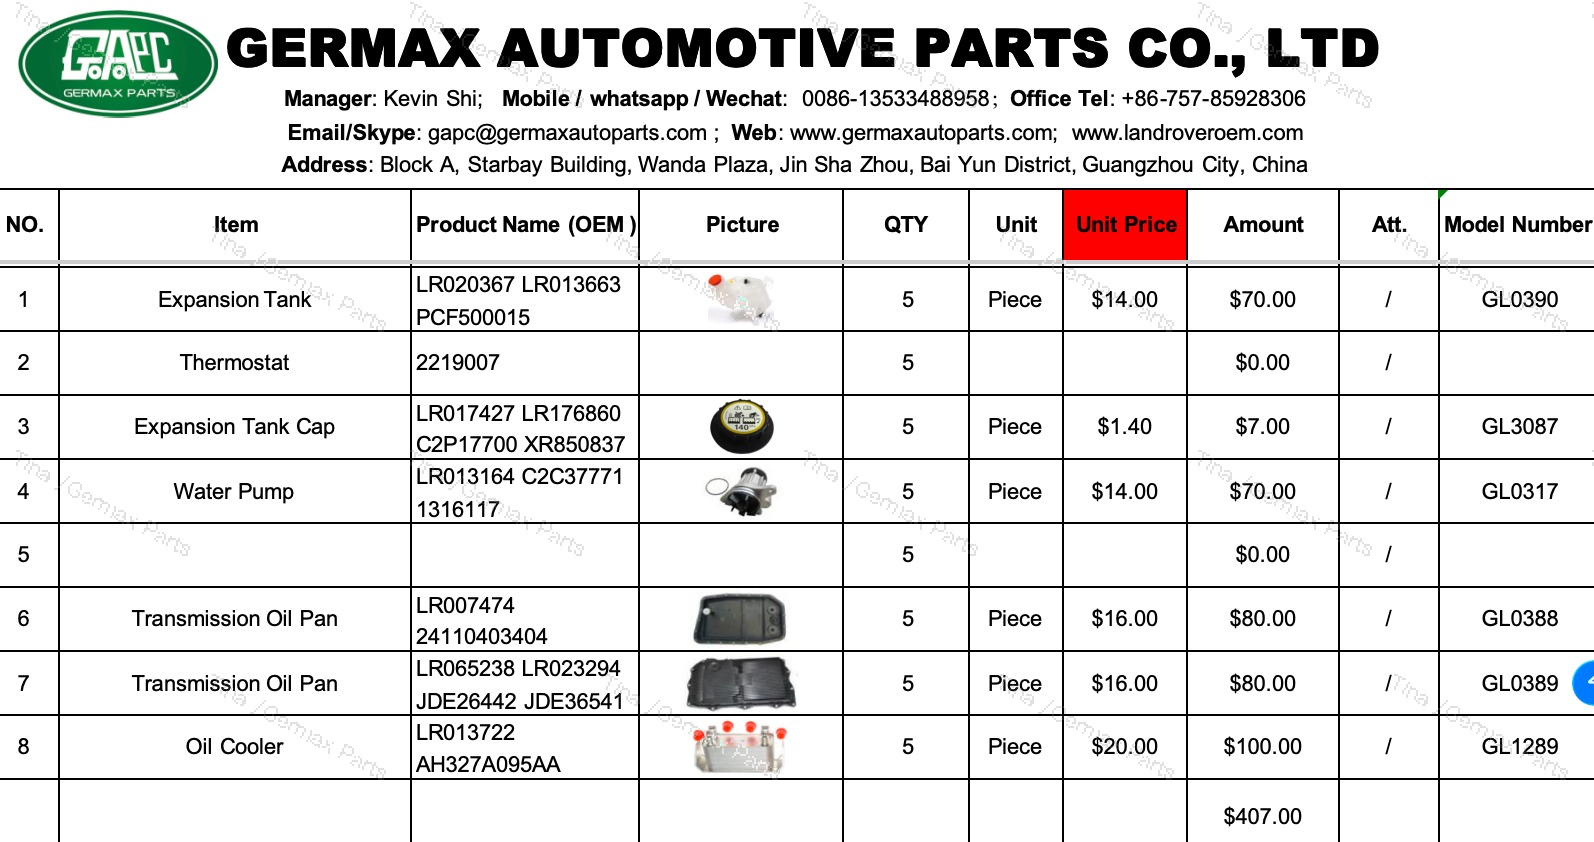 GAPC
GERMAX PARTS
GERMAX AUTOMOTIVE PARTS CO., LTD
Manager: Kevin Shi; Mobile / whatsapp / Wechat: 0086-13533488958; Office Tel: +86-757-85928306
Email/Skype: gapc@germaxautoparts.com ; Web: www.germaxautoparts.com; www.landroveroem.com
Address: Block A, Starbay Building, Wanda Plaza, Jin Sha Zhou, Bai Yun District, Guangzhou City, China
NO. Item Product Name (OEM ) Picture QTY Unit Unit Price Amount Att. Model Number
1 Expansion Tank LR020367 LR013663 5 Piece $14.00 $70.00 / GL0390
PCF500015
2 Thermostat 2219007 5 $0.00 /
3 Expansion Tank Cap LR017427 LR176860 5 Piece $1.40 $7.00 / GL3087
C2P17700 XR850837
140
4 Water Pump LR013164 C2C37771 5 Piece $14.00 $70.00 / GL0317
1316117
5 5 $0.00 /
6 Transmission Oil Pan LR007474 5 Piece $16.00 $80.00 / GL0388
24110403404
7 Transmission Oil Pan LR065238 LR023294 5 Piece $16.00 $80.00 / GL0389
JDE26442 JDE36541
8 Oil Cooler LR013722 5 Piece $20.00 $100.00 / GL1289
AH327A095AA
$407.00
Tina /Germax Parts